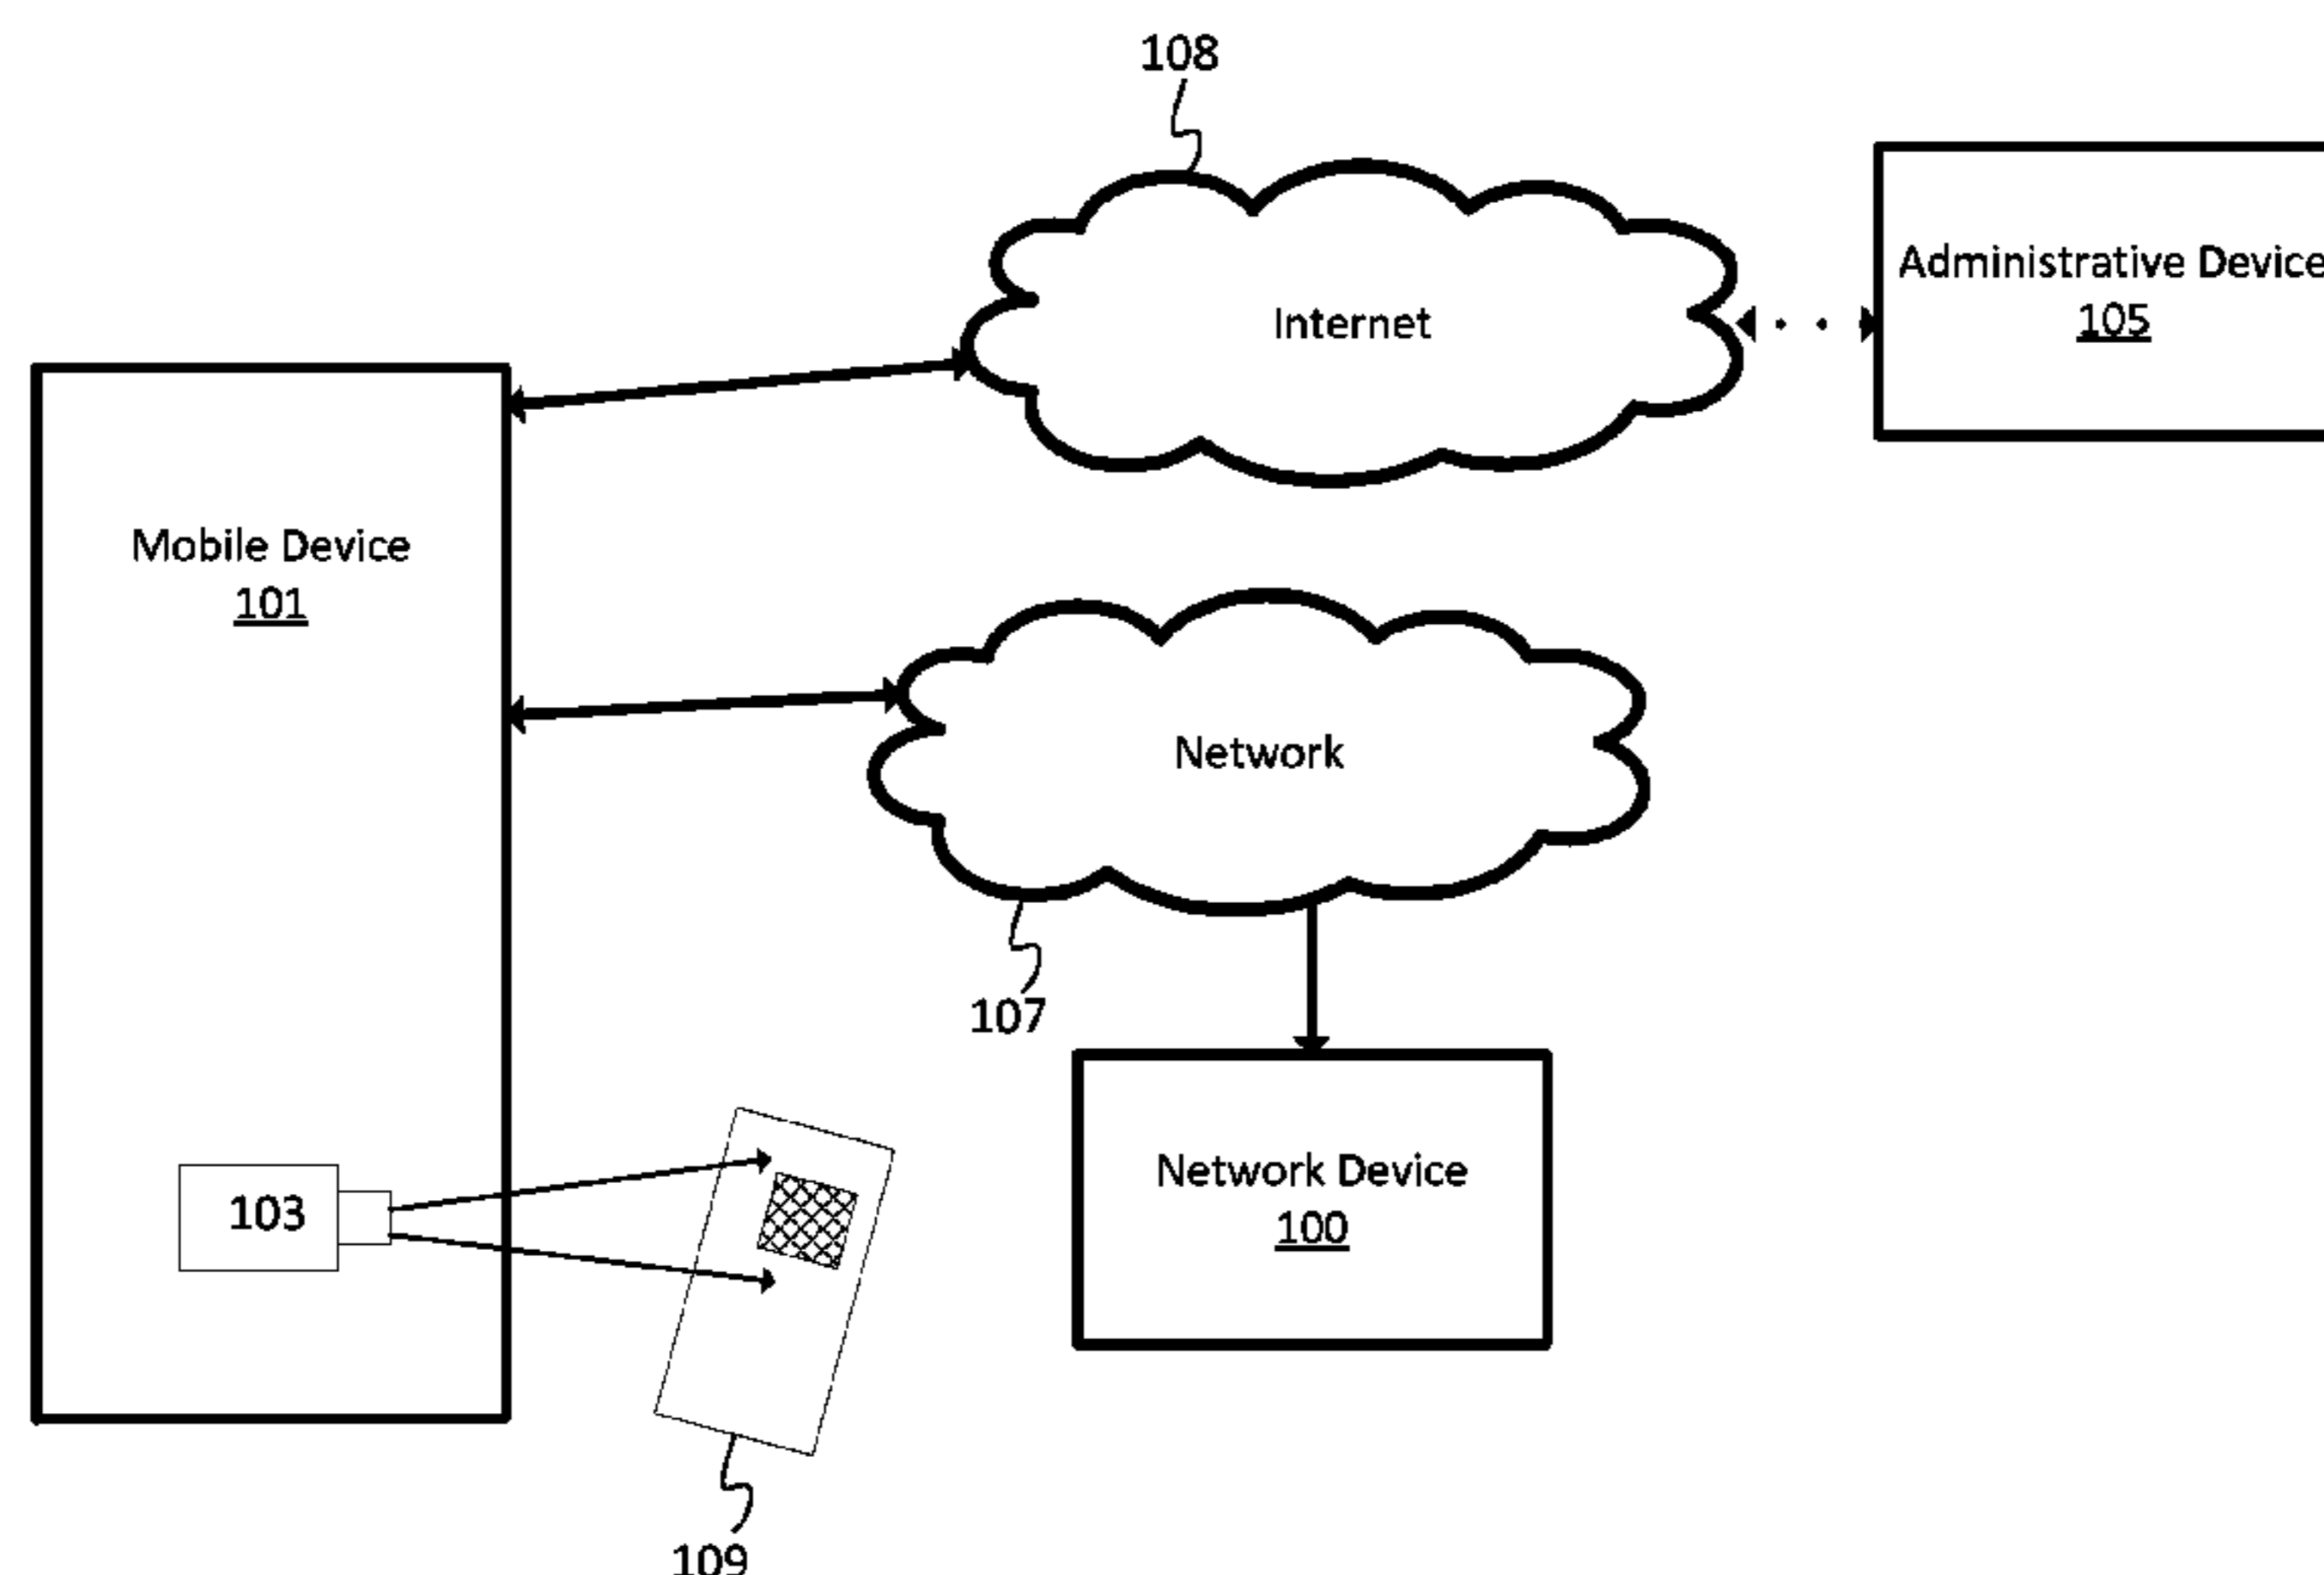 108
Internet
Administrative Device
105
Mobile Device
101
Network
107
Network Device
100
103
109